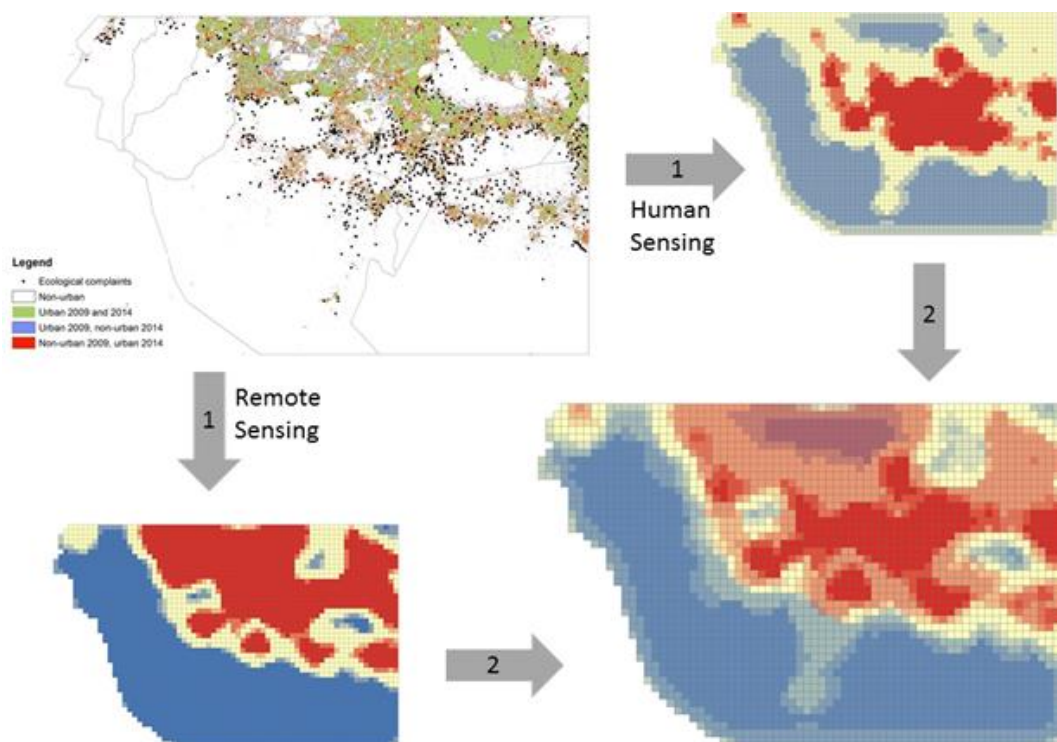 1
Human
Sensing
Legend
Ecological complaints
Non-urban
Urban 2009 and 2014
Urban 2009, non-urban 2014
Non-urban 2009, urban 2014
2
1
Remote
Sensing
2